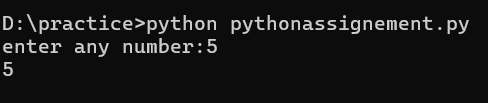 D:\practice>python pythonassignement.py
enter any number:5
5